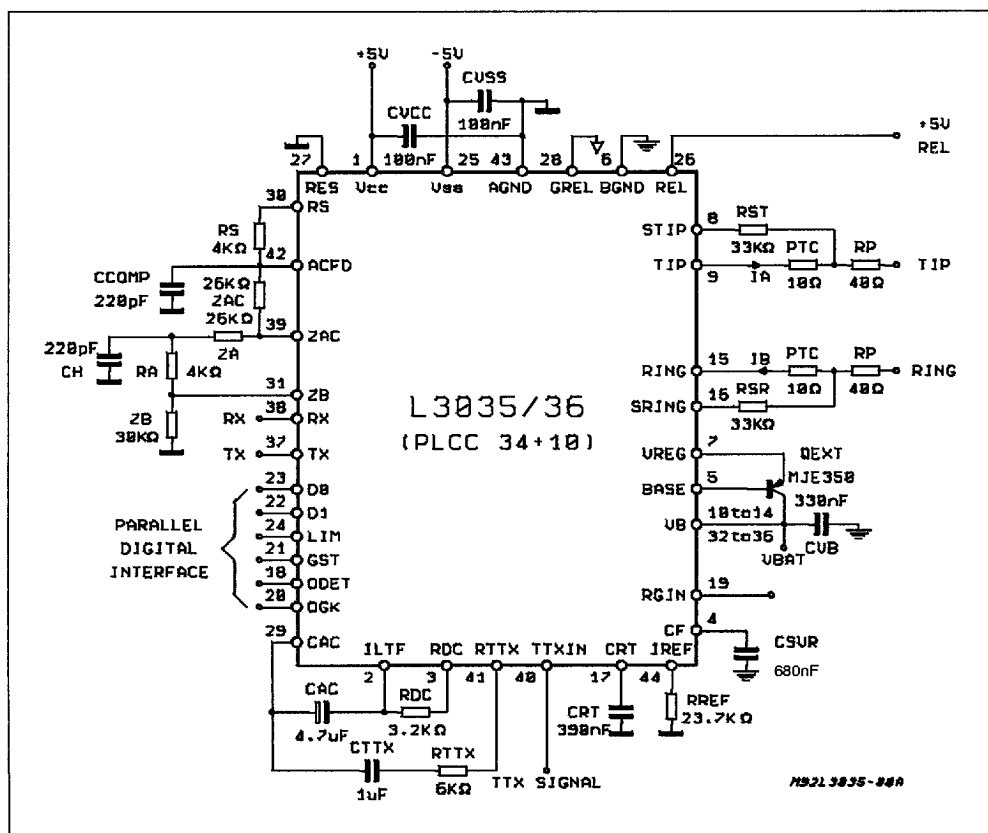 +5V
-5V
CVSS
100nF
CVCC
100nF
+5V
REL
27
1
25
43
28
6
26
RES
Vcc
Vss
AGND
GREL
BGND
REL
30
RS
RS
4KΩ
42
ACFD
CCOMP
220pF
26KΩ
ZAC
26KΩ
39
ZAC
ZA
220pF
CH
RA
4KΩ
31
ZB
ZB
30KΩ
RX
38
RX
TX
37
TX
23
D0
22
D1
24
LIM
21
GST
18
ODET
20
OGK
PARALLEL
DIGITAL
INTERFACE
29
CAC
L3035/36
(PLCC 34+10)
STIP
8
RST
33KΩ
TIP
9
IA
PTC
10Ω
RP
40Ω
TIP
RING
15
IB
PTC
10Ω
RP
40Ω
RING
SRING
16
RSR
33KΩ
VREG
7
QEXT
MJE350
BASE
5
330nF
VB
10to14
32to36
CVB
VBAT
RGIN
19
CF
4
CSVR
680nF
ILTF
RDC
RTTX
TTXIN
CRT
IREF
2
3
41
40
17
44
CAC
4.7uF
RDC
3.2KΩ
CTTX
1uF
RTTX
6KΩ
TTX SIGNAL
CRT
390nF
RREF
23.7KΩ
M92L3035-08A